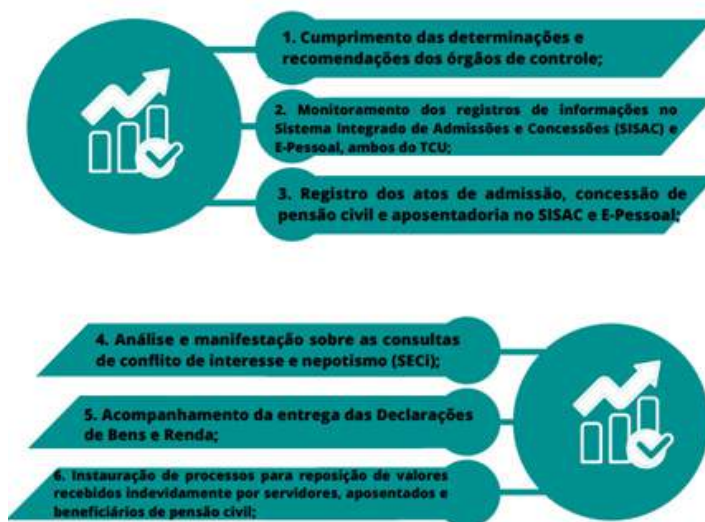 1. Cumprimento das determinações e
recomendações dos órgãos de controle;
2. Monitoramento dos registros de informações no
Sistema Integrado de Admissões e Concessões (SISAC) e
E-Pessoal, ambos do TCU;
3. Registro dos atos de admissão, concessão de
pensão civil e aposentadoria no SISAC e E-Pessoal;
4. Análise e manifestação sobre as consultas
de conflito de interesse e nepotismo (SECi);
5. Acompanhamento da entrega das Declarações
de Bens e Renda;
6. Instauração de processos para reposição de valores
recebidos indevidamente por servidores, aposentados e
beneficiários de pensão civil;